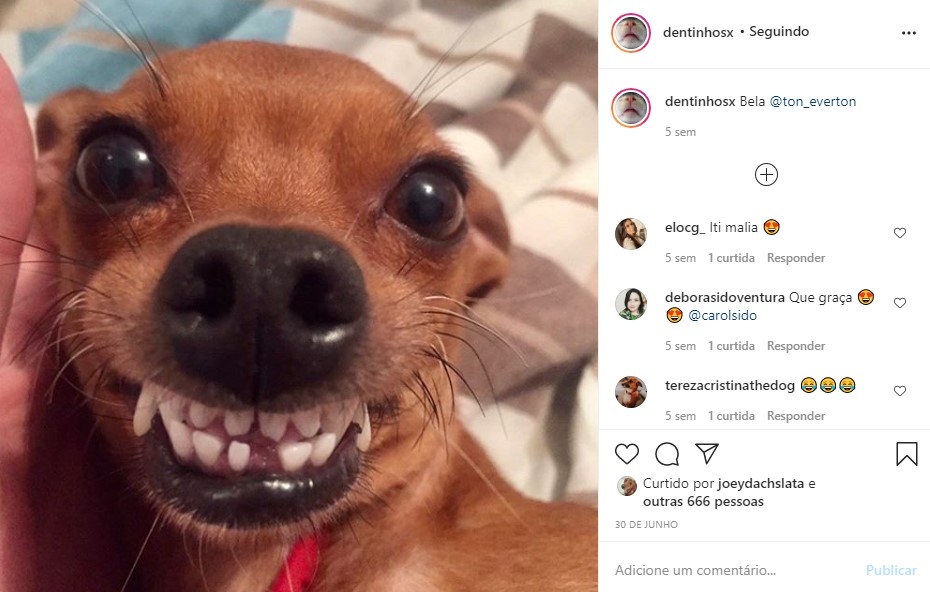 dentinhosx • Seguindo
dentinhosx Bela @ton_everton
5 sem
elocg_ Iti malia 😍
5 sem 1 curtida Responder
deborasidoventura Que graça 😍
😍 @carolsido
5 sem 1 curtida Responder
terezacristinathedog 😂😂😂
5 sem 1 curtida Responder
Curtido por joeydachslata e
outras 666 pessoas
30 DE JUNHO
Adicione um comentário... Publicar